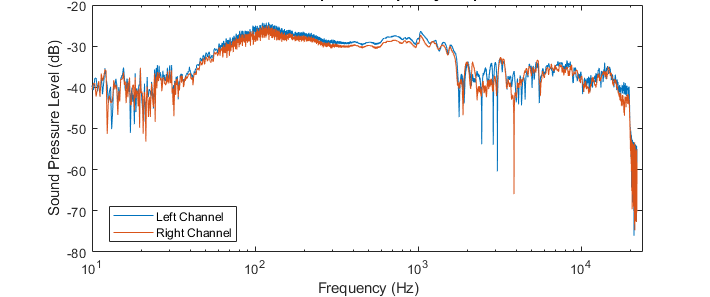 -20
-30
-40
-50
-60
-70
-80
Sound Pressure Level (dB)
Left Channel
Right Channel
10^1 10^2 10^3 10^4
Frequency (Hz)